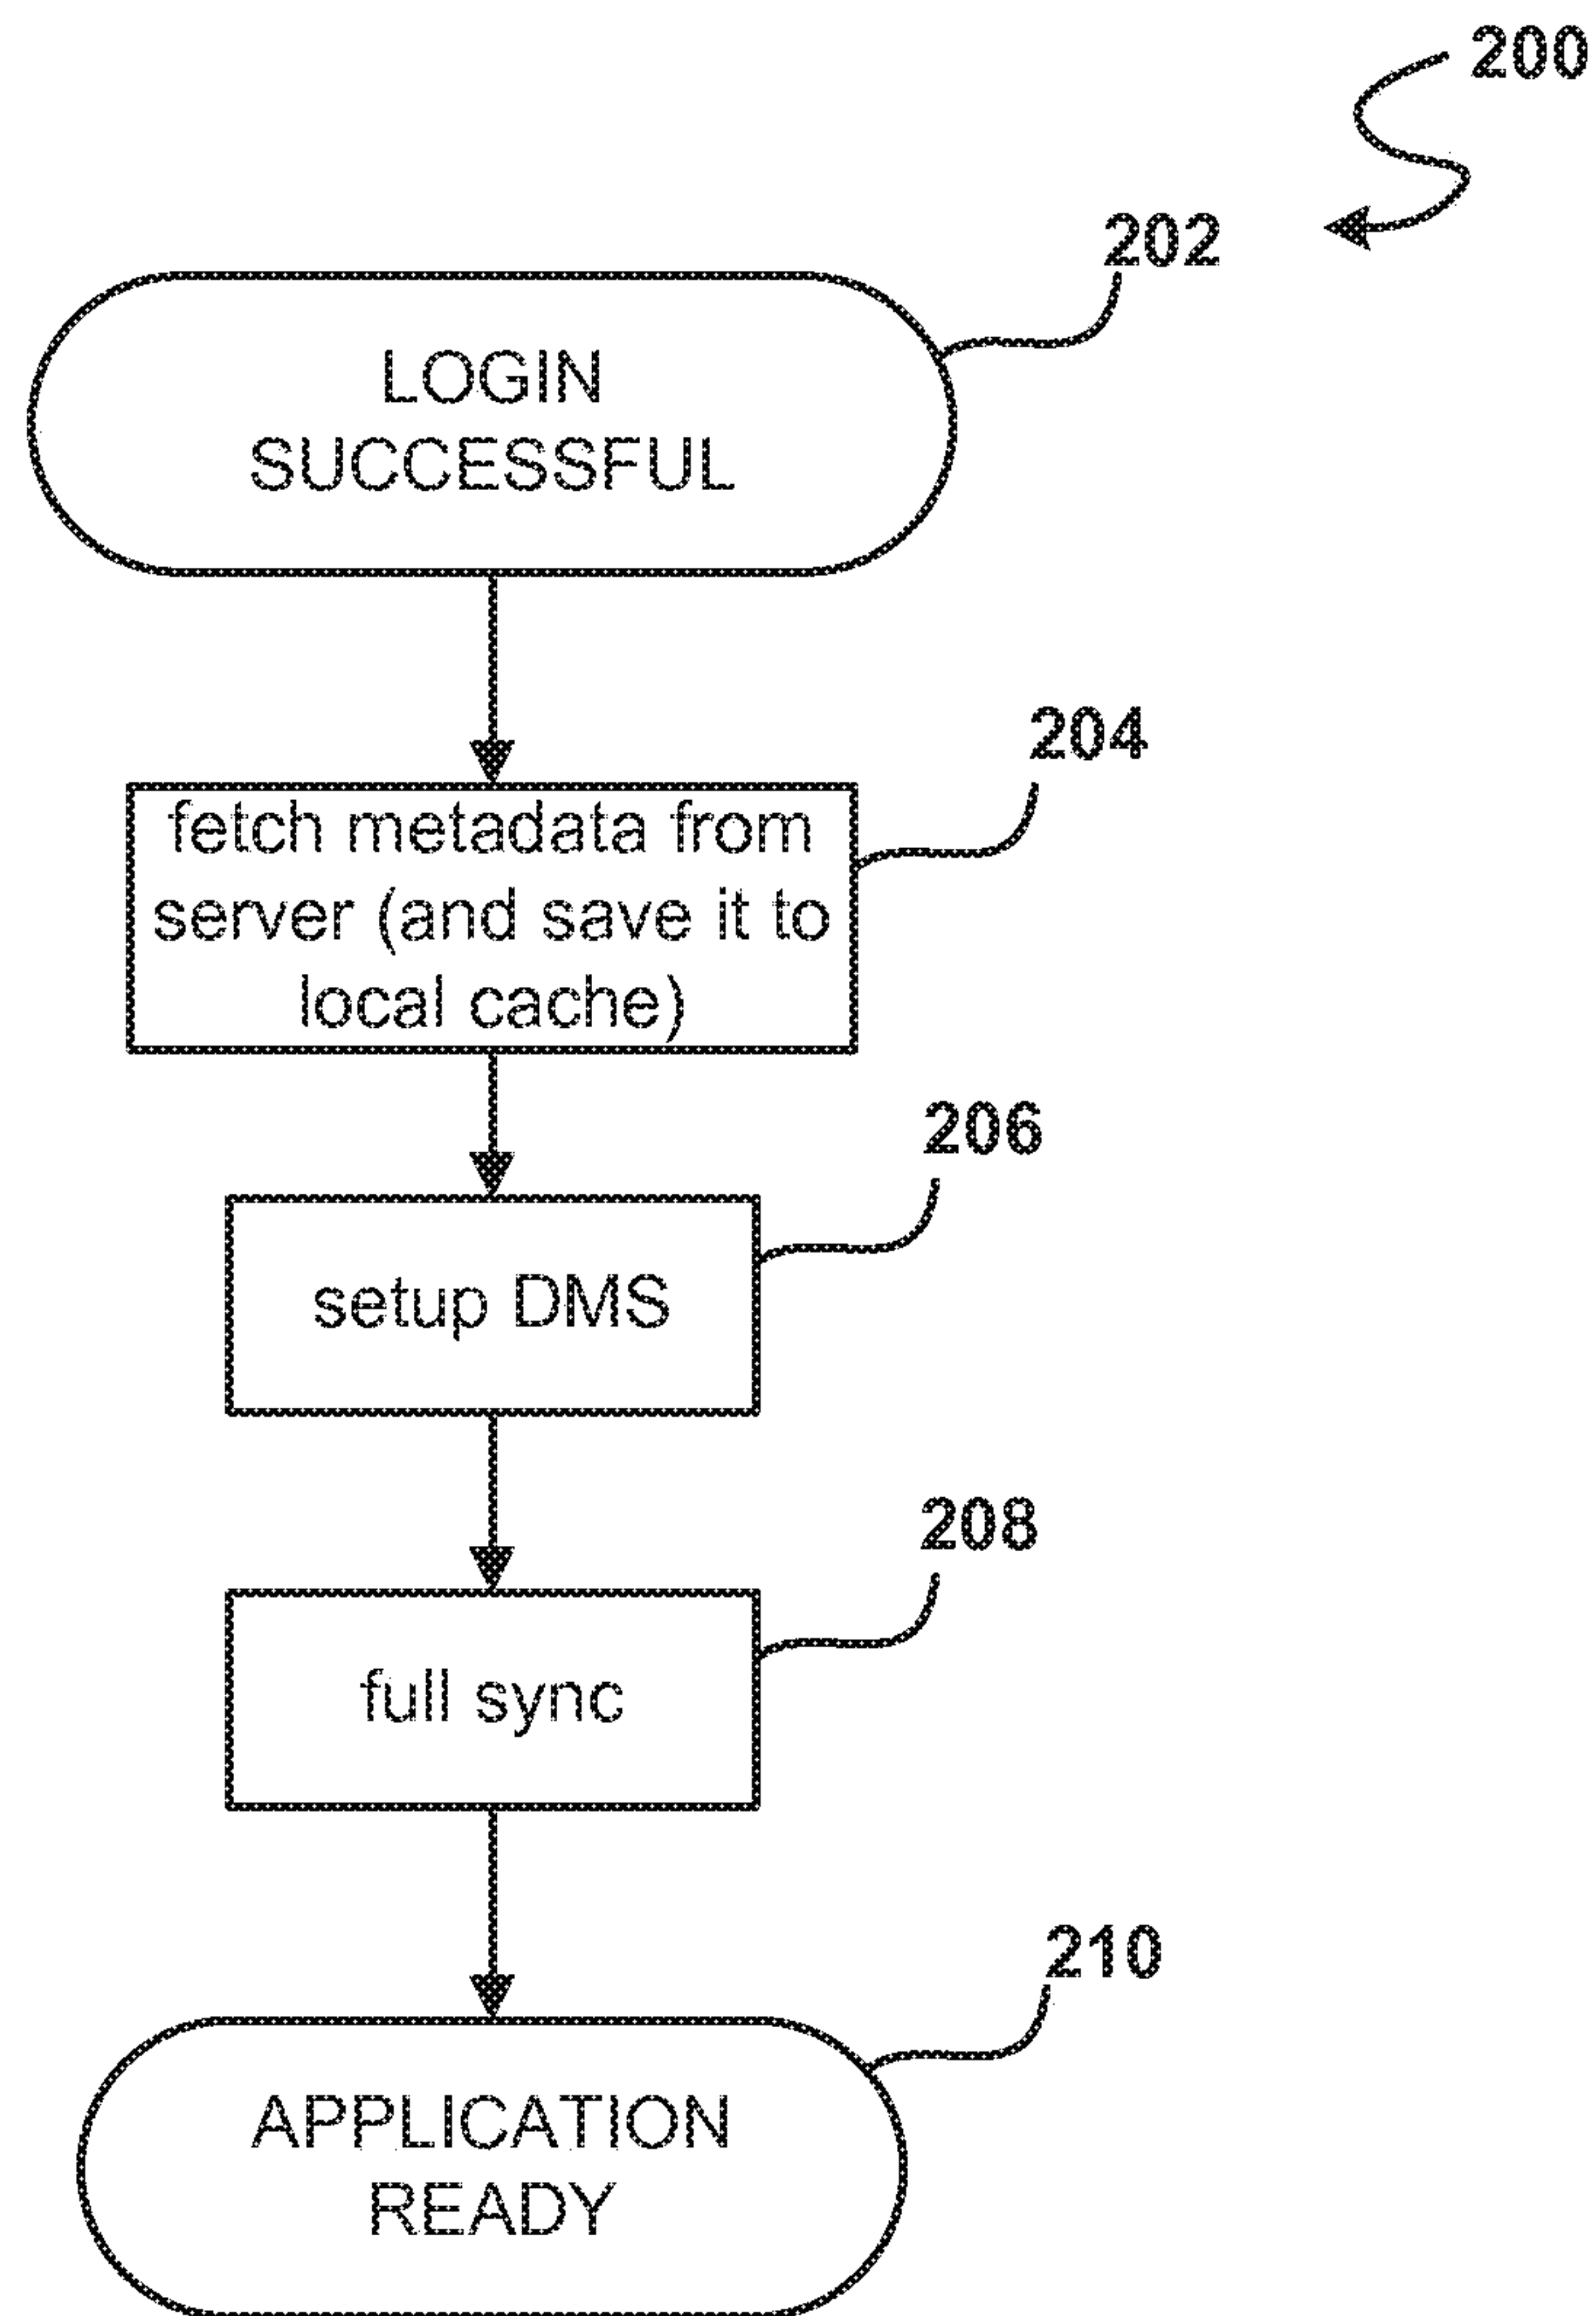 200
202
LOGIN
SUCCESSFUL
204
fetch metadata from
server (and save it to
local cache)
206
setup DMS
208
full sync
210
APPLICATION
READY